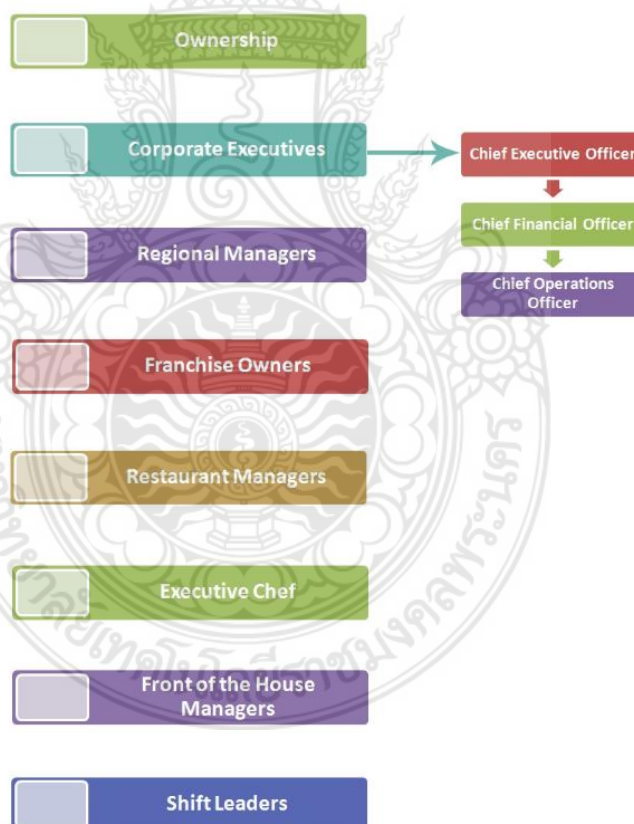 Ownership
Corporate Executives
Chief Executive Officer
Chief Financial Officer
Chief Operations
Officer
Regional Managers
Franchise Owners
Restaurant Managers
Executive Chef
Front of the House
Managers
Shift Leaders